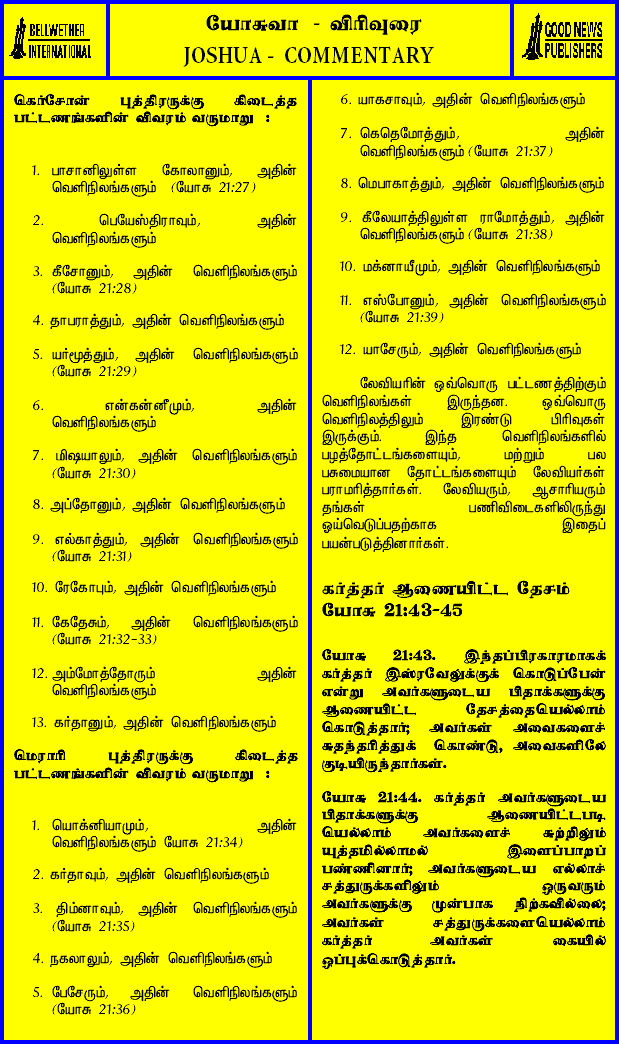 BELLWETHER
INTERNATIONAL
யோசுவா - விரிவுரை
JOSHUA - COMMENTARY
GOOD NEWS
PUBLISHERS
கெர்சோன் புத்திரருக்கு கிடைத்த
பட்டணங்களின் விவரம் வருமாறு :
1. பாசானிலுள்ள கோலானும், அதின்
வெளிநிலங்களும் (யோசு 21:27)
2. பெயேஸ்திராவும், அதின்
வெளிநிலங்களும்
3. கீசோனும், அதின் வெளிநிலங்களும்
(யோசு 21:28)
4. தாபராத்தும், அதின் வெளிநிலங்களும்
5. யர்மூத்தும், அதின் வெளிநிலங்களும்
(யோசு 21:29)
6. என்கன்னீமும், அதின்
வெளிநிலங்களும்
7. மிஷயாலும், அதின் வெளிநிலங்களும்
(யோசு 21:30)
8. அப்தோனும், அதின் வெளிநிலங்களும்
9. எல்காத்தும், அதின் வெளிநிலங்களும்
(யோசு 21:31)
10. ரேகோபும், அதின் வெளிநிலங்களும்
11. கேதேசும், அதின் வெளிநிலங்களும்
(யோசு 21:32-33)
12. அம்மோத்தோரும் அதின்
வெளிநிலங்களும்
13. கர்தானும், அதின் வெளிநிலங்களும்
மெராரி புத்திரருக்கு கிடைத்த
பட்டணங்களின் விவரம் வருமாறு :
1. யொக்னியாமும், அதின்
வெளிநிலங்களும் யோசு 21:34)
2. கர்தாவும், அதின் வெளிநிலங்களும்
3. திம்னாவும், அதின் வெளிநிலங்களும்
(யோசு 21:35)
4. நகலாலும், அதின் வெளிநிலங்களும்
5. பேசேரும், அதின் வெளிநிலங்களும்
(யோசு 21:36)
6. யாகசாவும், அதின் வெளிநிலங்களும்
7. கெதெமோத்தும், அதின்
வெளிநிலங்களும் (யோசு 21:37)
8. மெபாகாத்தும், அதின் வெளிநிலங்களும்
9. கீலேயாத்திலுள்ள ராமோத்தும், அதின்
வெளிநிலங்களும் (யோசு 21:38)
10. மக்னாயீமும், அதின் வெளிநிலங்களும்
11. எஸ்போனும், அதின் வெளிநிலங்களும்
(யோசு 21:39)
12. யாசேரும், அதின் வெளிநிலங்களும்
லேவியரின் ஒவ்வொரு பட்டணத்திற்கும்
வெளிநிலங்கள் இருந்தன. ஒவ்வொரு
வெளிநிலத்திலும் இரண்டு பிரிவுகள்
இருக்கும். இந்த வெளிநிலங்களில்
பழத்தோட்டங்களையும், மற்றும் பல
பசுமையான தோட்டங்களையும் லேவியர்கள்
பராமரித்தார்கள். லேவியரும், ஆசாரியரும்
தங்கள் பணிவிடைகளிலிருந்து
ஓய்வெடுப்பதற்காக இதைப்
பயன்படுத்தினார்கள்.
கர்த்தர் ஆணையிட்ட தேசம்
யோசு 21:43-45
யோசு 21:43. இந்தப்பிரகாரமாகக்
கர்த்தர் இஸ்ரவேலுக்குக் கொடுப்பேன்
என்று அவர்களுடைய பிதாக்களுக்கு
ஆணையிட்ட தேசத்தையெல்லாம்
கொடுத்தார்; அவர்கள் அவைகளைச்
சுதந்தரித்துக் கொண்டு, அவைகளிலே
குடியிருந்தார்கள்.
யோசு 21:44. கர்த்தர் அவர்களுடைய
பிதாக்களுக்கு ஆணையிட்டபடி
யெல்லாம் அவர்களைச் சுற்றிலும்
யுத்தமில்லாமல் இளைப்பாறப்
பண்ணினார்; அவர்களுடைய எல்லாச்
சத்துருக்களிலும் ஒருவரும்
அவர்களுக்கு முன்பாக நிற்கவில்லை;
அவர்கள் சத்துருக்களையெல்லாம்
கர்த்தர் அவர்கள் கையில்
ஒப்புக்கொடுத்தார்.